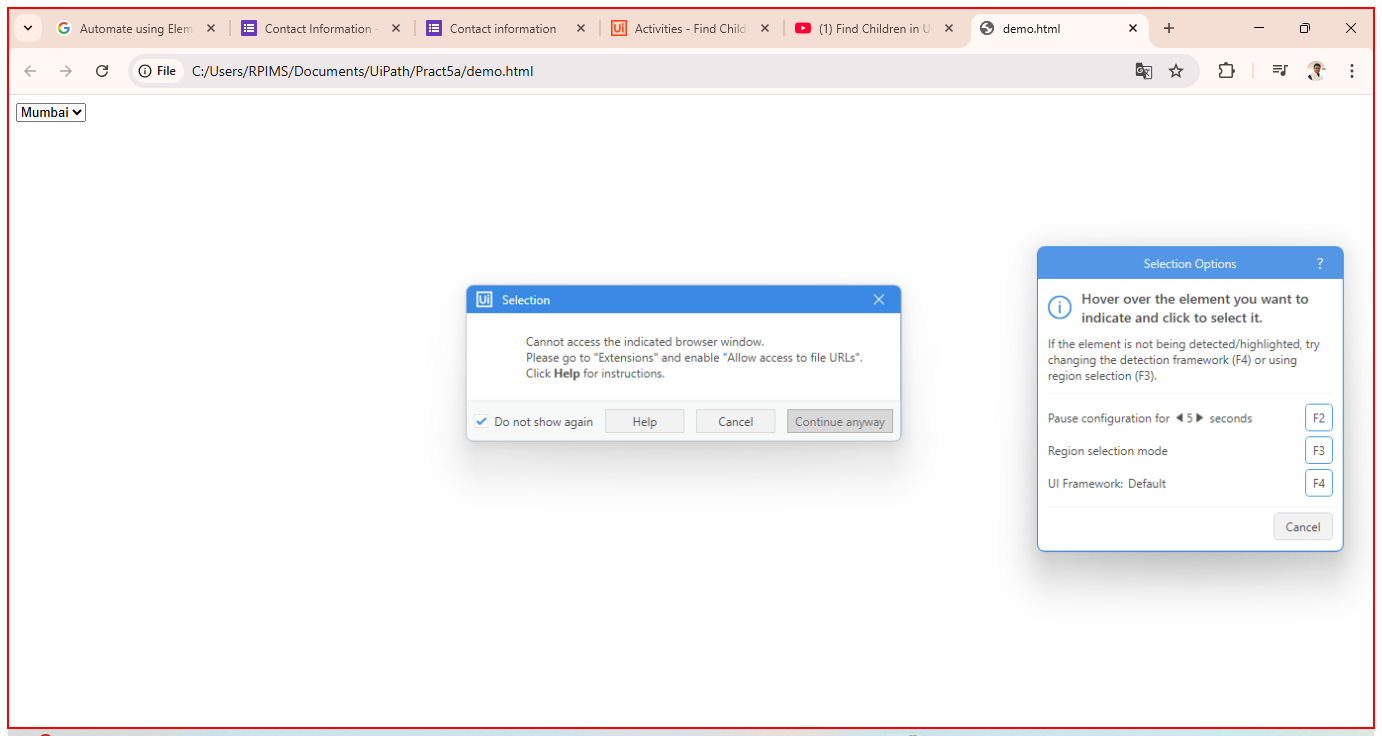 Automate using Elem
Contact Information -
Contact information
Activities - Find Child
(1) Find Children in U
demo.html
File
C:/Users/RPIMS/Documents/UiPath/Pract5a/demo.html
Mumbai
Ui Selection
Cannot access the indicated browser window.
Please go to "Extensions" and enable "Allow access to file URLs".
Click Help for instructions.
Do not show again
Help
Cancel
Continue anyway
Selection Options
?
Hover over the element you want to
indicate and click to select it.
If the element is not being detected/highlighted, try
changing the detection framework (F4) or using
region selection (F3).
Pause configuration for 5 seconds
F2
Region selection mode
F3
UI Framework: Default
F4
Cancel